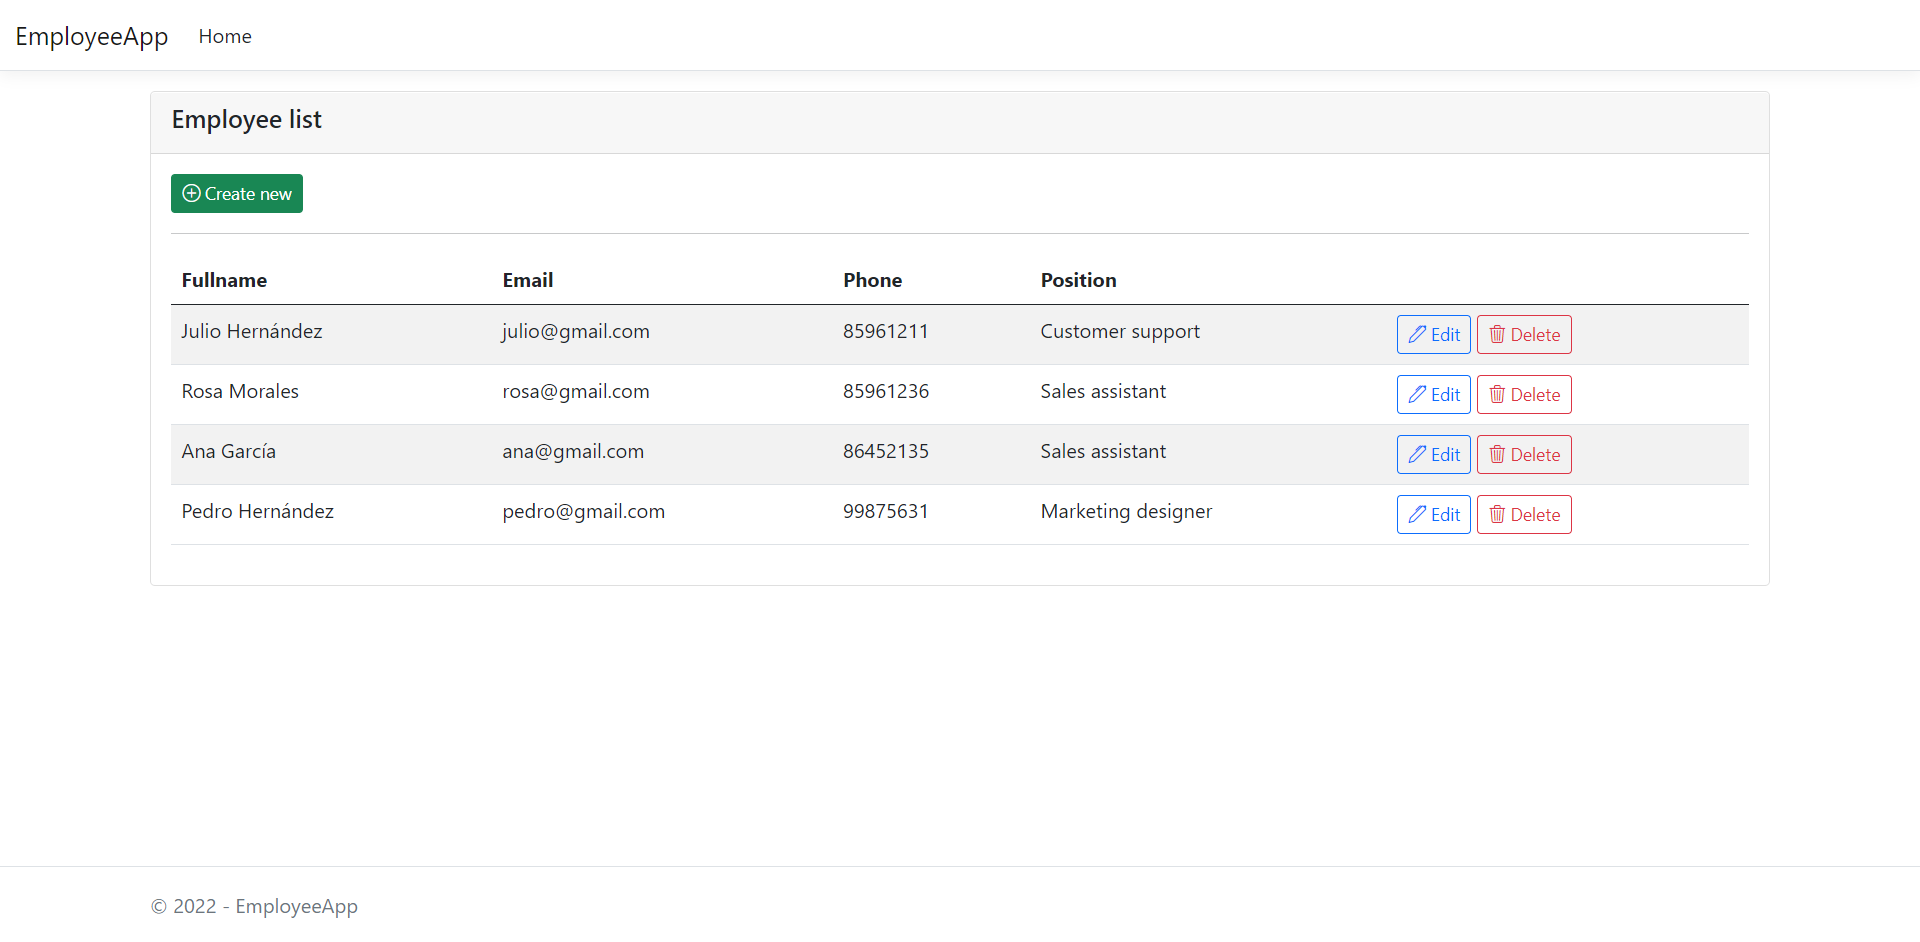 EmployeeApp Home
Employee list
Create new
Fullname Email Phone Position
Julio Hernández julio@gmail.com 85961211 Customer support Edit Delete
Rosa Morales rosa@gmail.com 85961236 Sales assistant Edit Delete
Ana García ana@gmail.com 86452135 Sales assistant Edit Delete
Pedro Hernández pedro@gmail.com 99875631 Marketing designer Edit Delete
© 2022 - EmployeeApp